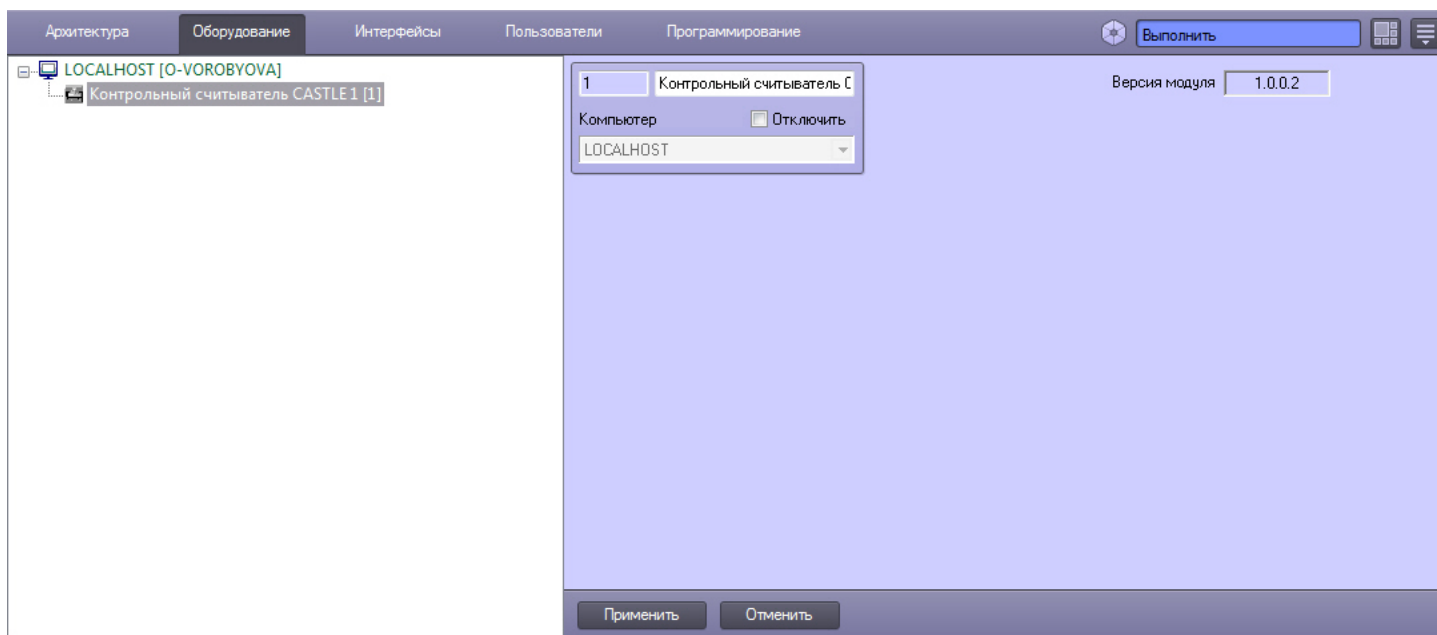 Архитектура Оборудование Интерфейсы Пользователи Программирование Выполнить
LOCALHOST [O-VOROBYOVA]
Контрольный считыватель CASTLE 1 [1]
1 Контрольный считыватель C
Версия модуля 1.0.0.2
Компьютер Отключить
LOCALHOST
Применить Отменить